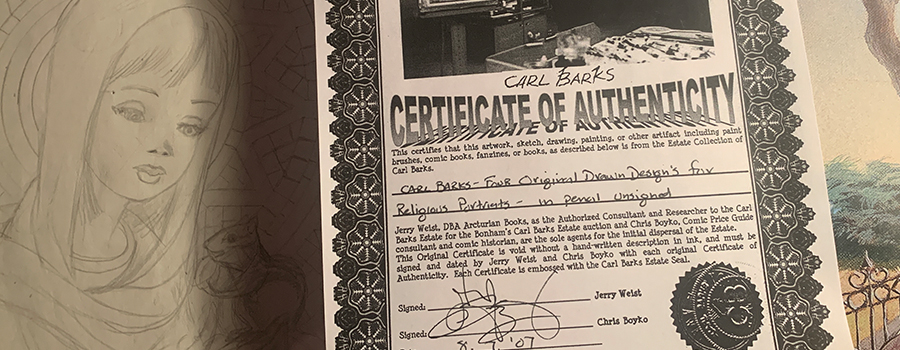 CARL BARKS
CERTIFICATE OF AUTHENTICITY
This certifies that this artwork, sketch, drawing, painting, or other artifact including paint
brushes, comic books, fanzines, or books, as described below is from the Estate Collection of
Carl Barks.
CARL BARKS - Four Original Drawn Design's for
Religious Portraits - in pencil unsigned
Jerry Weist, DBA Arcturian Books, as the Authorized Consultant and Researcher to the Carl
Barks Estate for the Bonham's Carl Barks Estate auction and Chris Boyko, Comic Price Guide
consultant and comic historian, are the sole agents for the initial dispersal of the Estate.
This Original Certificate is void without a hand-written description in ink, and must be
signed and dated by Jerry Weist and Chris Boyko with each original Certificate of
Authenticity. Each Certificate is embossed with the Carl Barks Estate Seal.
Signed: Jerry Weist
Signed: Chris Boyko